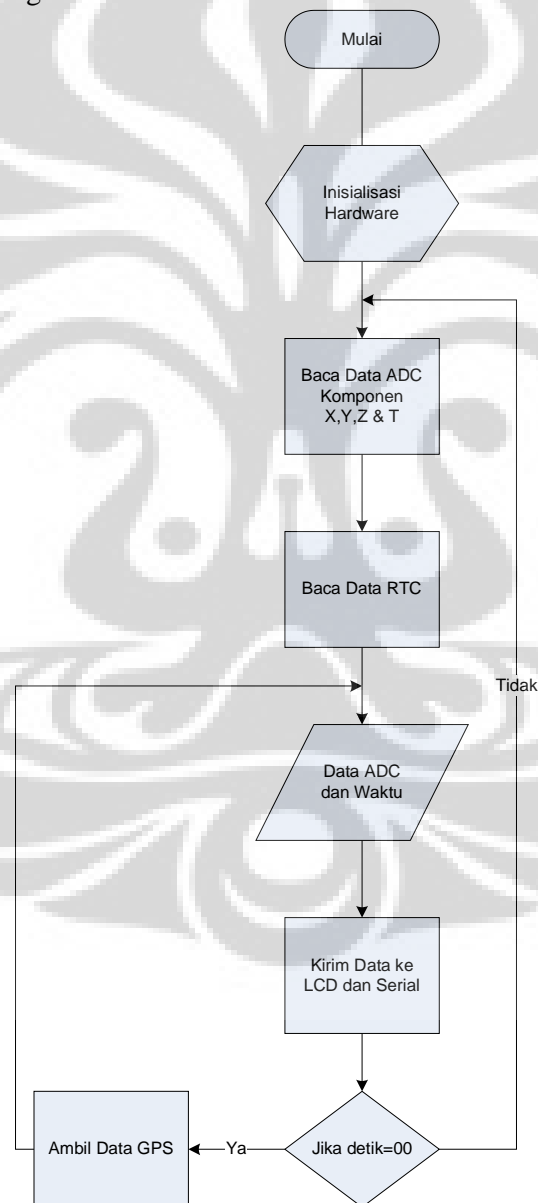 Mulai
Inisialisasi
Hardware
Baca Data ADC
Komponen
X,Y,Z & T
Baca Data RTC
Tidak
Data ADC
dan Waktu
Kirim Data ke
LCD dan Serial
Ambil Data GPS
Ya
Jika detik=00